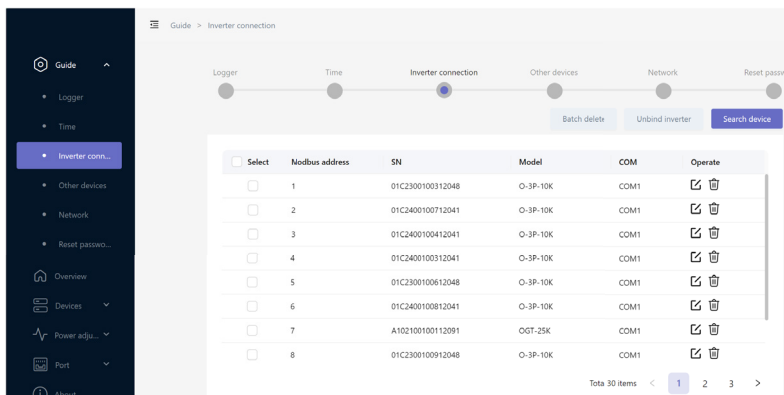 Guide > Inverter connection
Guide
Logger
Time
Inverter conn...
Other devices
Network
Reset passwo...
Overview
Devices
Power adju...
Port
About
Logger Time Inverter connection Other devices Network Reset passw
Batch delete Unbind inverter Search device
Select Nodbus address SN Model COM Operate
1 01C2300100312048 O-3P-10K COM1
2 01C2400100712041 O-3P-10K COM1
3 01C2400100412041 O-3P-10K COM1
4 01C2400100312041 O-3P-10K COM1
5 01C2300100612048 O-3P-10K COM1
6 01C2400100812041 O-3P-10K COM1
7 A102100100112091 OGT-25K COM1
8 01C2300100912048 O-3P-10K COM1
Tota 30 items < 1 2 3 >